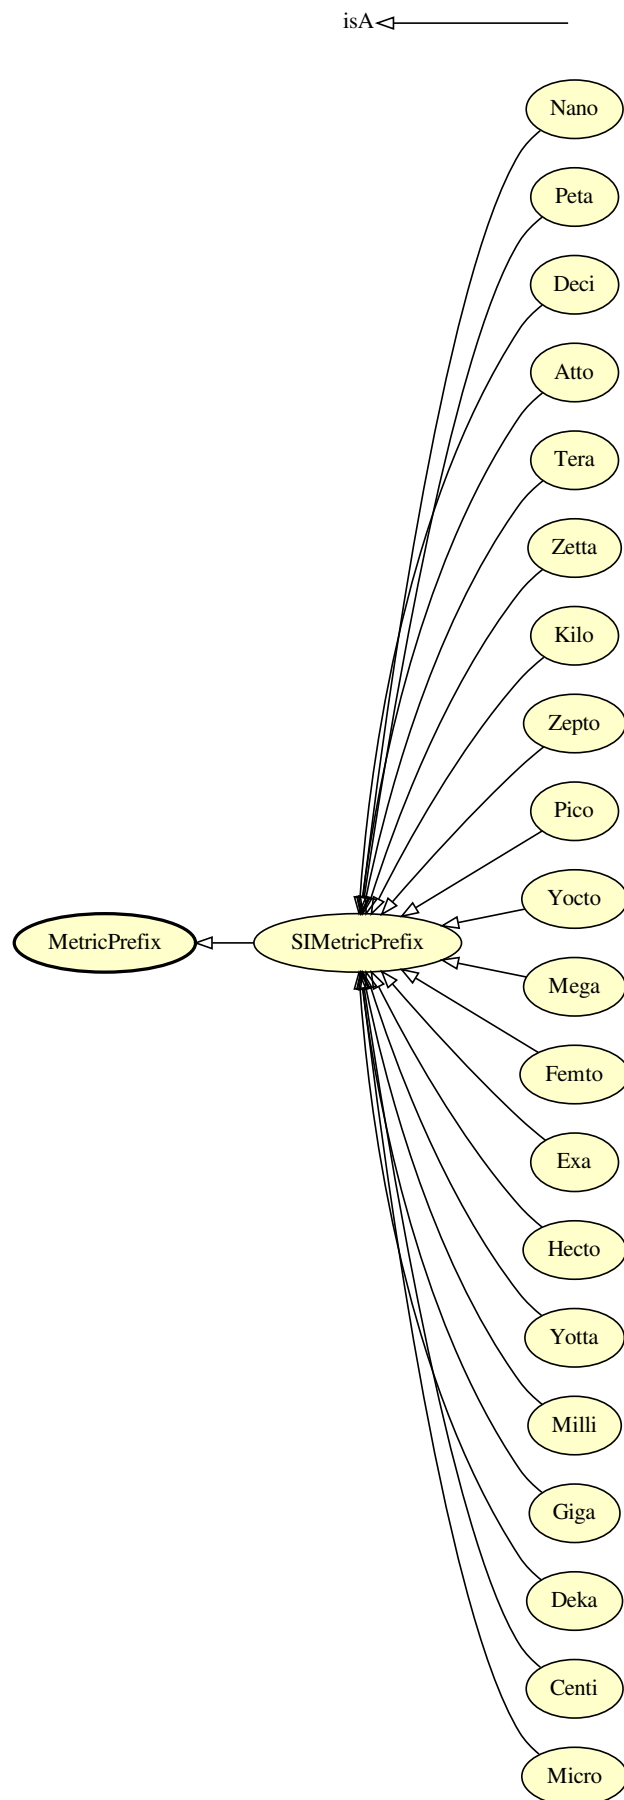 isA
Nano
Peta
Deci
Atto
Tera
Zetta
Kilo
Zepto
Pico
Yocto
MetricPrefix
SIMetricPrefix
Mega
Femto
Exa
Hecto
Yotta
Milli
Giga
Deka
Centi
Micro